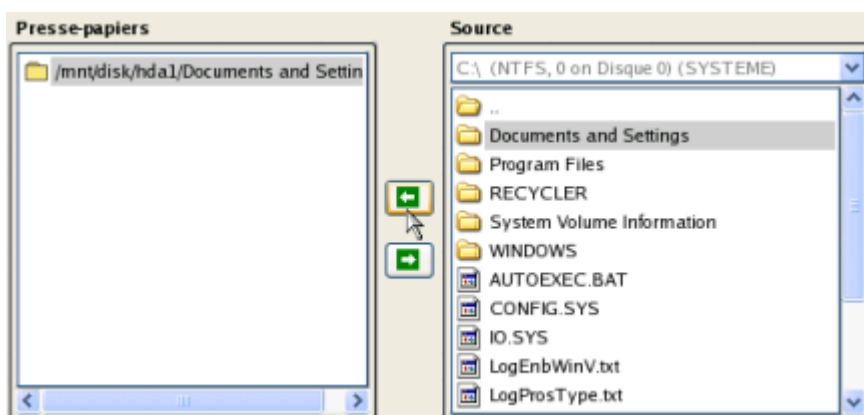 Presse-papiers
/mnt/disk/hda1/Documents and Settin
Source
C:\ (NTFS, 0 on Disque 0) (SYSTEME)
..
Documents and Settings
Program Files
RECYCLER
System Volume Information
WINDOWS
AUTOEXEC.BAT
CONFIG.SYS
IO.SYS
LogEnbWinV.txt
LogProsType.txt